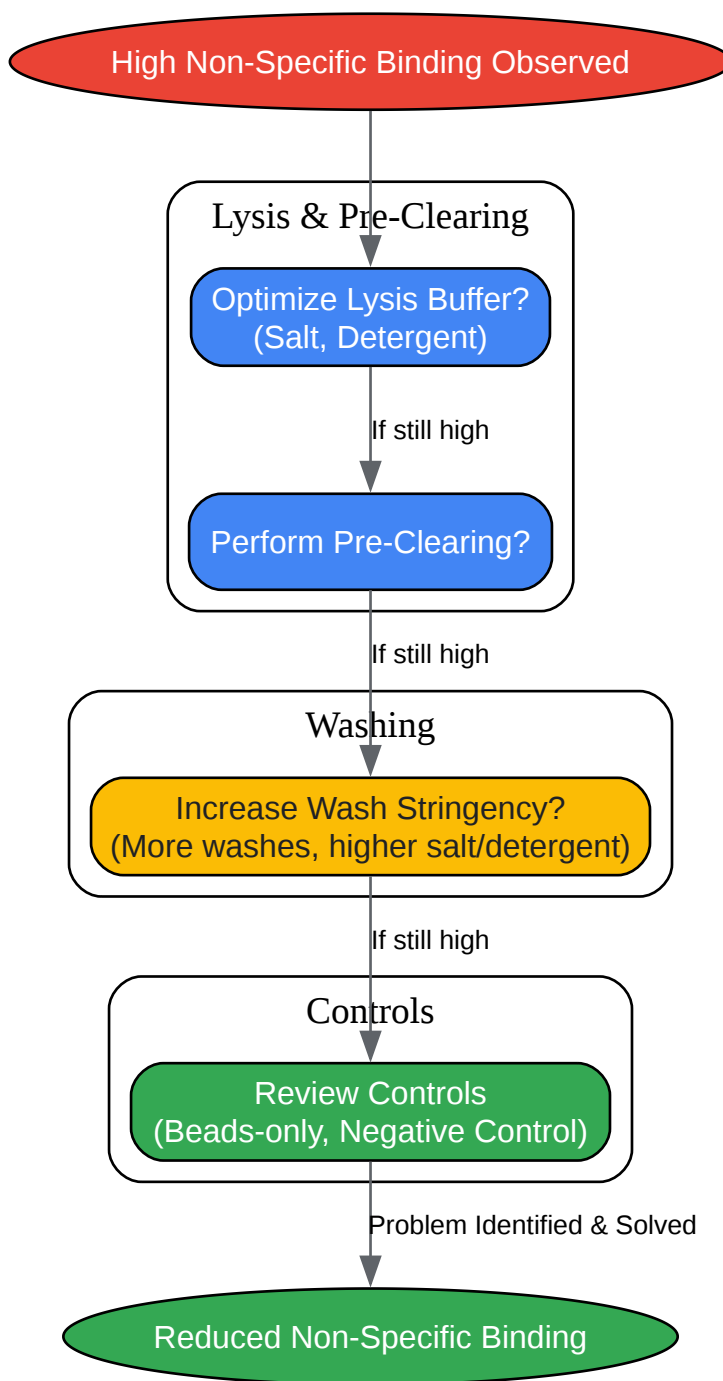 High Non-Specific Binding Observed
Lysis & Pre-Clearing
Optimize Lysis Buffer?
(Salt, Detergent)
If still high
Perform Pre-Clearing?
If still high
Washing
Increase Wash Stringency?
(More washes, higher salt/detergent)
If still high
Controls
Review Controls
(Beads-only, Negative Control)
Problem Identified & Solved
Reduced Non-Specific Binding